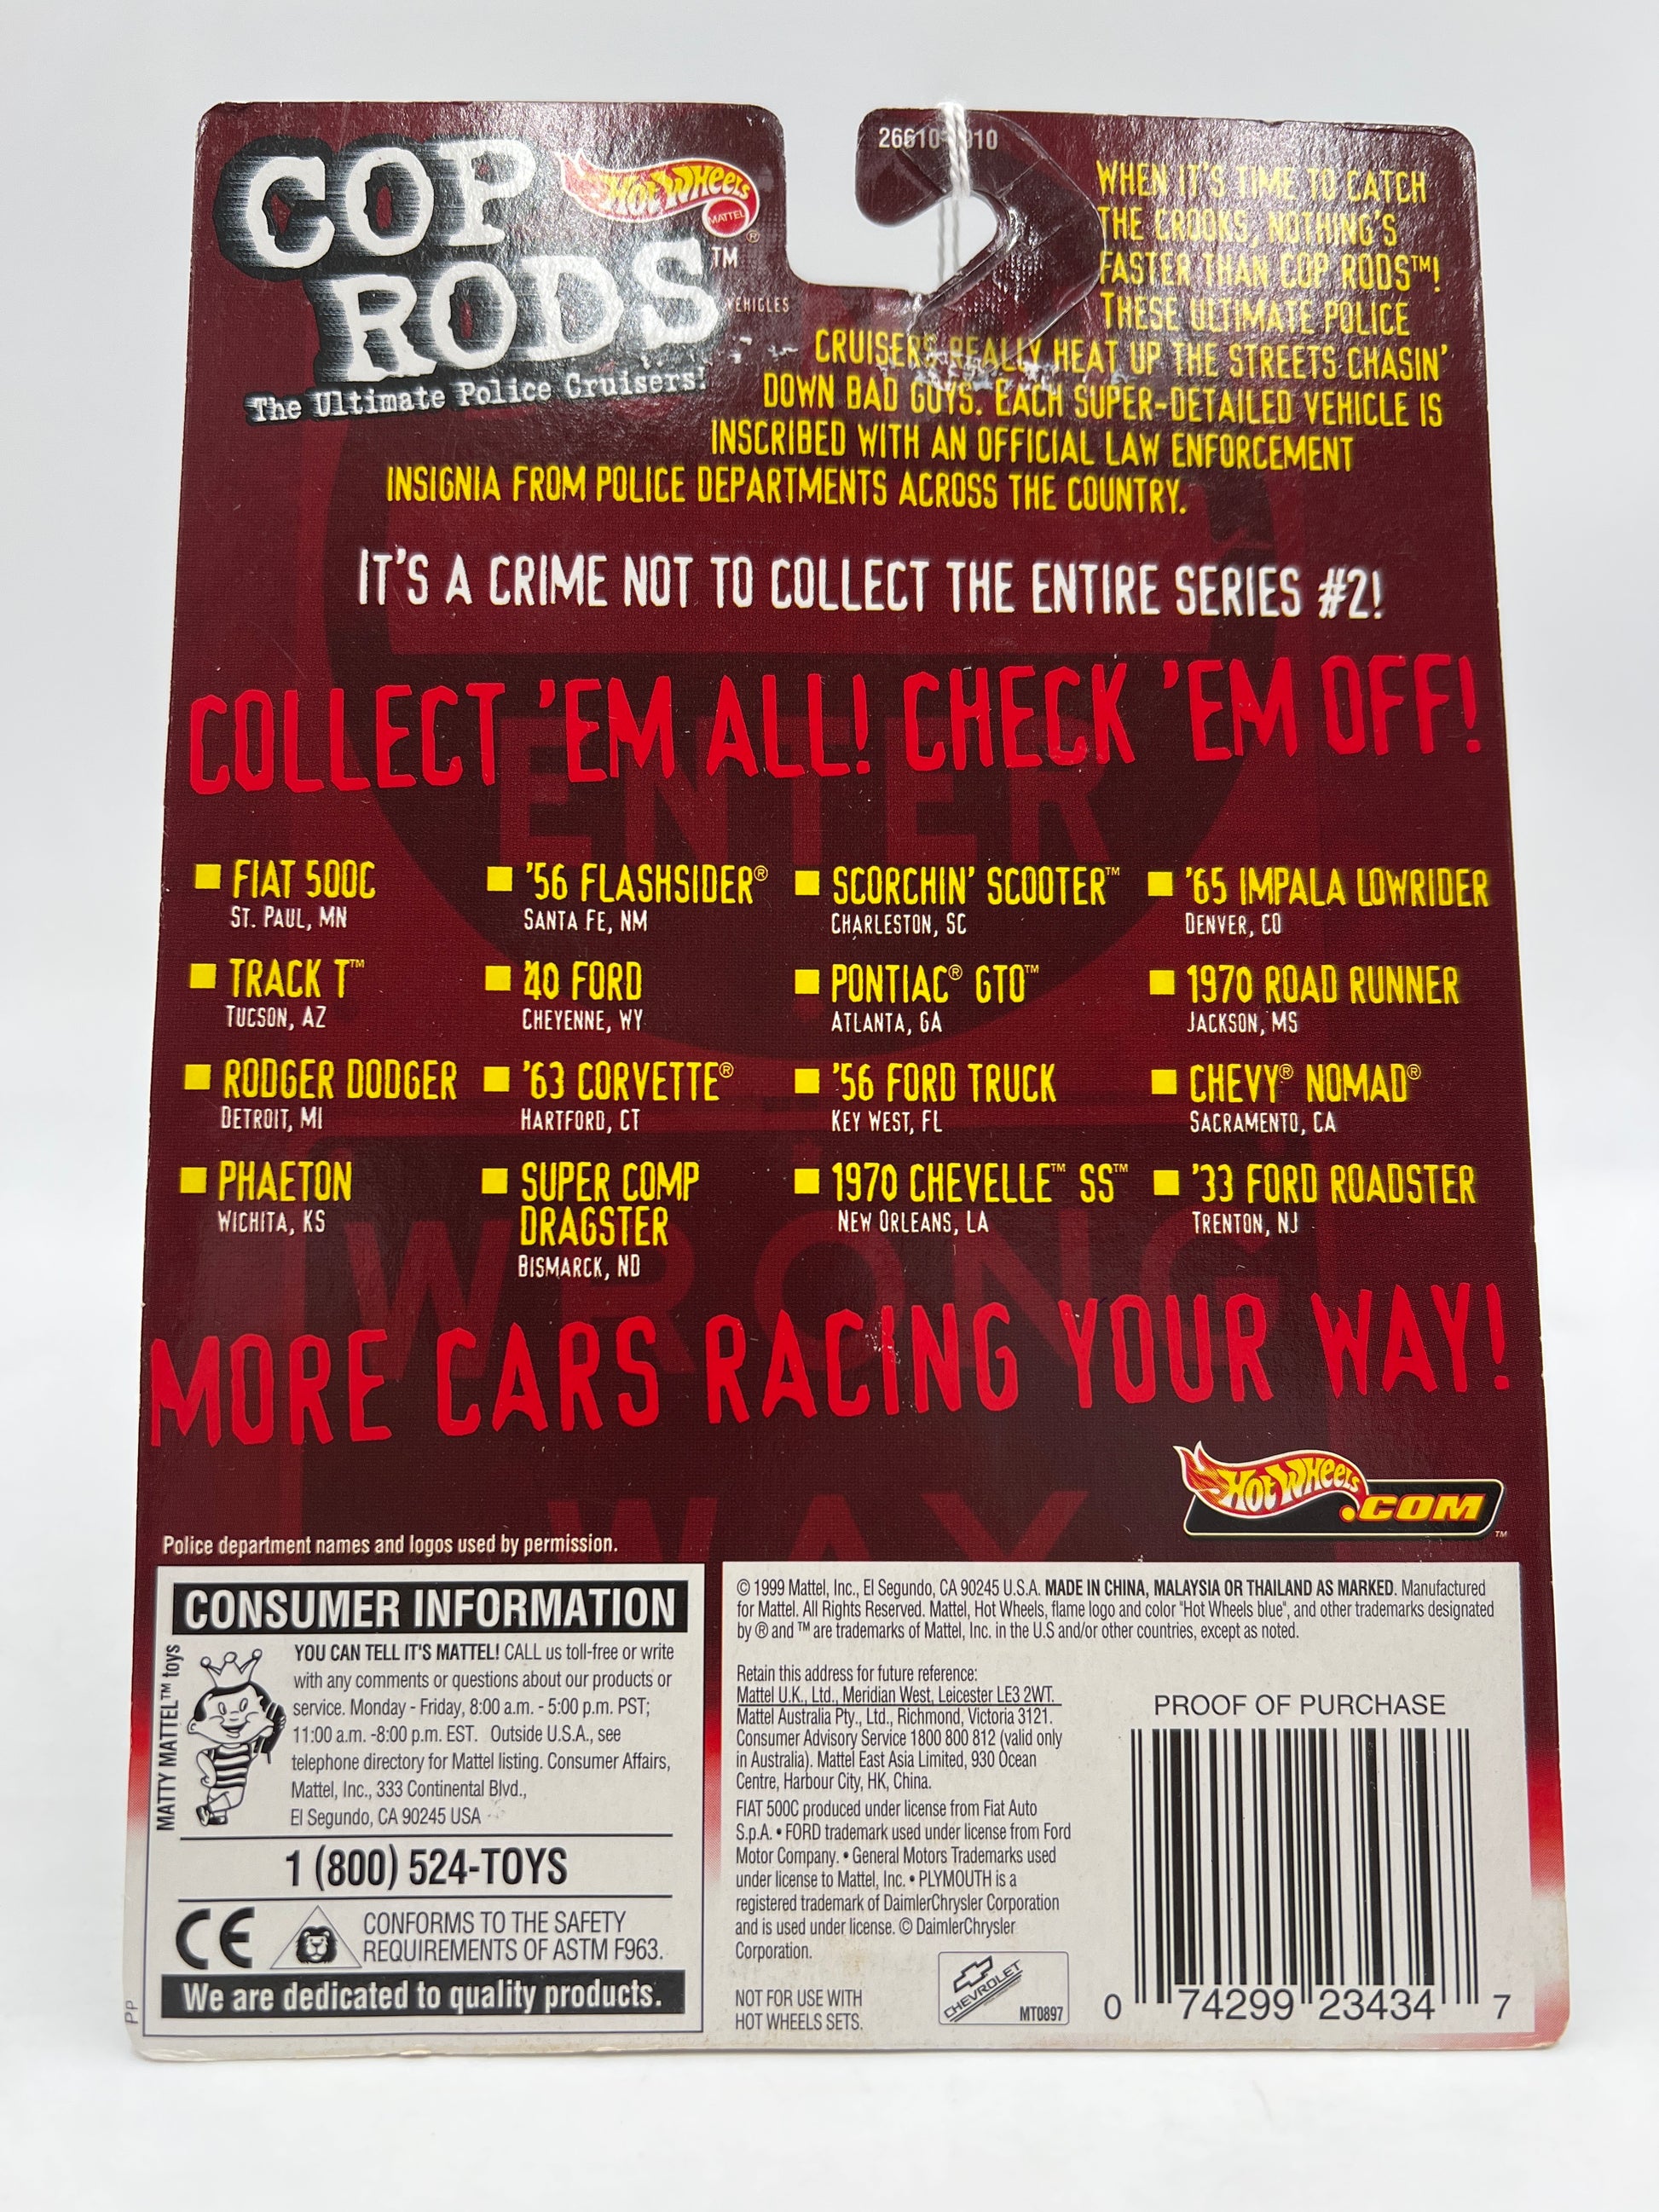 COP
RODS™
HOT WHEELS
MATTEL®
VEHICLES
The Ultimate Police Cruisers!
WHEN IT'S TIME TO CATCH
THE CROOKS, NOTHING'S
FASTER THAN COP RODS™!
THESE ULTIMATE POLICE
CRUISERS REALLY HEAT UP THE STREETS CHASIN'
DOWN BAD GUYS. EACH SUPER-DETAILED VEHICLE IS
INSCRIBED WITH AN OFFICIAL LAW ENFORCEMENT
INSIGNIA FROM POLICE DEPARTMENTS ACROSS THE COUNTRY.
IT'S A CRIME NOT TO COLLECT THE ENTIRE SERIES #2!
COLLECT 'EM ALL! CHECK 'EM OFF!
ENTER
FIAT 500C
ST. PAUL, MN
'56 FLASHSIDER®
SANTA FE, NM
SCORCHIN' SCOOTER™
CHARLESTON, SC
'65 IMPALA LOWRIDER
DENVER, CO
TRACK T™
TUCSON, AZ
'40 FORD
CHEYENNE, WY
PONTIAC® GTO™
ATLANTA, GA
1970 ROAD RUNNER
JACKSON, MS
RODGER DODGER
DETROIT, MI
'63 CORVETTE®
HARTFORD, CT
'56 FORD TRUCK
KEY WEST, FL
CHEVY® NOMAD®
SACRAMENTO, CA
PHAETON
WICHITA, KS
SUPER COMP
DRAGSTER
BISMARCK, ND
1970 CHEVELLE™ SS™
NEW ORLEANS, LA
'33 FORD ROADSTER
TRENTON, NJ
WRONG
MORE CARS RACING YOUR WAY!
WAY
HOT WHEELS.COM™
Police department names and logos used by permission.
CONSUMER INFORMATION
MATTY MATTEL™ toys
YOU CAN TELL IT'S MATTEL! CALL us toll-free or write
with any comments or questions about our products or
service. Monday - Friday, 8:00 a.m. - 5:00 p.m. PST;
11:00 a.m. -8:00 p.m. EST. Outside U.S.A., see
telephone directory for Mattel listing. Consumer Affairs,
Mattel, Inc., 333 Continental Blvd.,
El Segundo, CA 90245 USA
1 (800) 524-TOYS
CE
CONFORMS TO THE SAFETY
REQUIREMENTS OF ASTM F963.
We are dedicated to quality products.
PP
© 1999 Mattel, Inc., El Segundo, CA 90245 U.S.A. MADE IN CHINA, MALAYSIA OR THAILAND AS MARKED. Manufactured
for Mattel. All Rights Reserved. Mattel, Hot Wheels, flame logo and color "Hot Wheels blue", and other trademarks designated
by ® and ™ are trademarks of Mattel, Inc. in the U.S and/or other countries, except as noted.
Retain this address for future reference:
Mattel U.K., Ltd., Meridian West, Leicester LE3 2WT.
Mattel Australia Pty., Ltd., Richmond, Victoria 3121.
Consumer Advisory Service 1800 800 812 (valid only
in Australia). Mattel East Asia Limited, 930 Ocean
Centre, Harbour City, HK, China.
FIAT 500C produced under license from Fiat Auto
S.p.A. • FORD trademark used under license from Ford
Motor Company. • General Motors Trademarks used
under license to Mattel, Inc. • PLYMOUTH is a
registered trademark of DaimlerChrysler Corporation
and is used under license. © DaimlerChrysler
Corporation.
NOT FOR USE WITH
HOT WHEELS SETS.
CHEVROLET
MT0897
PROOF OF PURCHASE
0 74299 23434 7